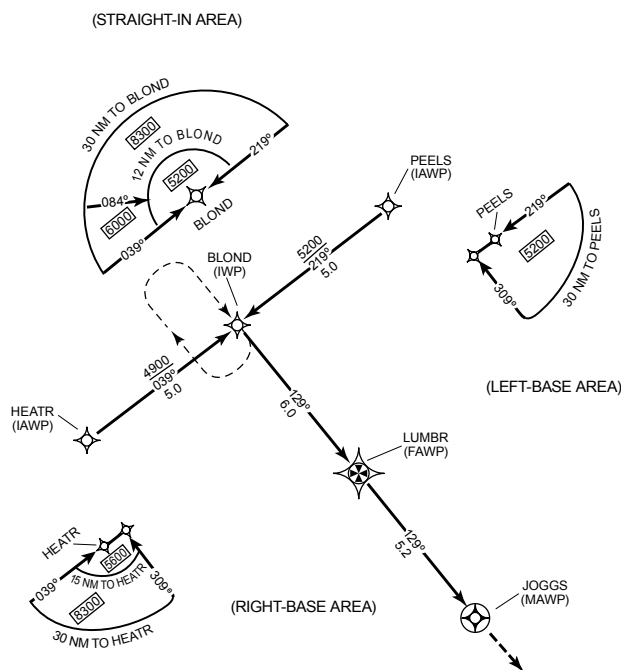 (STRAIGHT-IN AREA)
30 NM TO BLOND
8300
12 NM TO BLOND
5200
219°
084°
6000
039°
BLOND
PEELS
(IAWP)
PEELS
219°
5200
309°
30 NM TO PEELS
BLOND
(IWP)
5200
219°
5.0
4900
039°
5.0
HEATR
(IAWP)
129°
6.0
(LEFT-BASE AREA)
LUMBR
(FAWP)
129°
5.2
HEATR
039°
5600
15 NM TO HEATR
309°
8300
30 NM TO HEATR
(RIGHT-BASE AREA)
JOGGS
(MAWP)